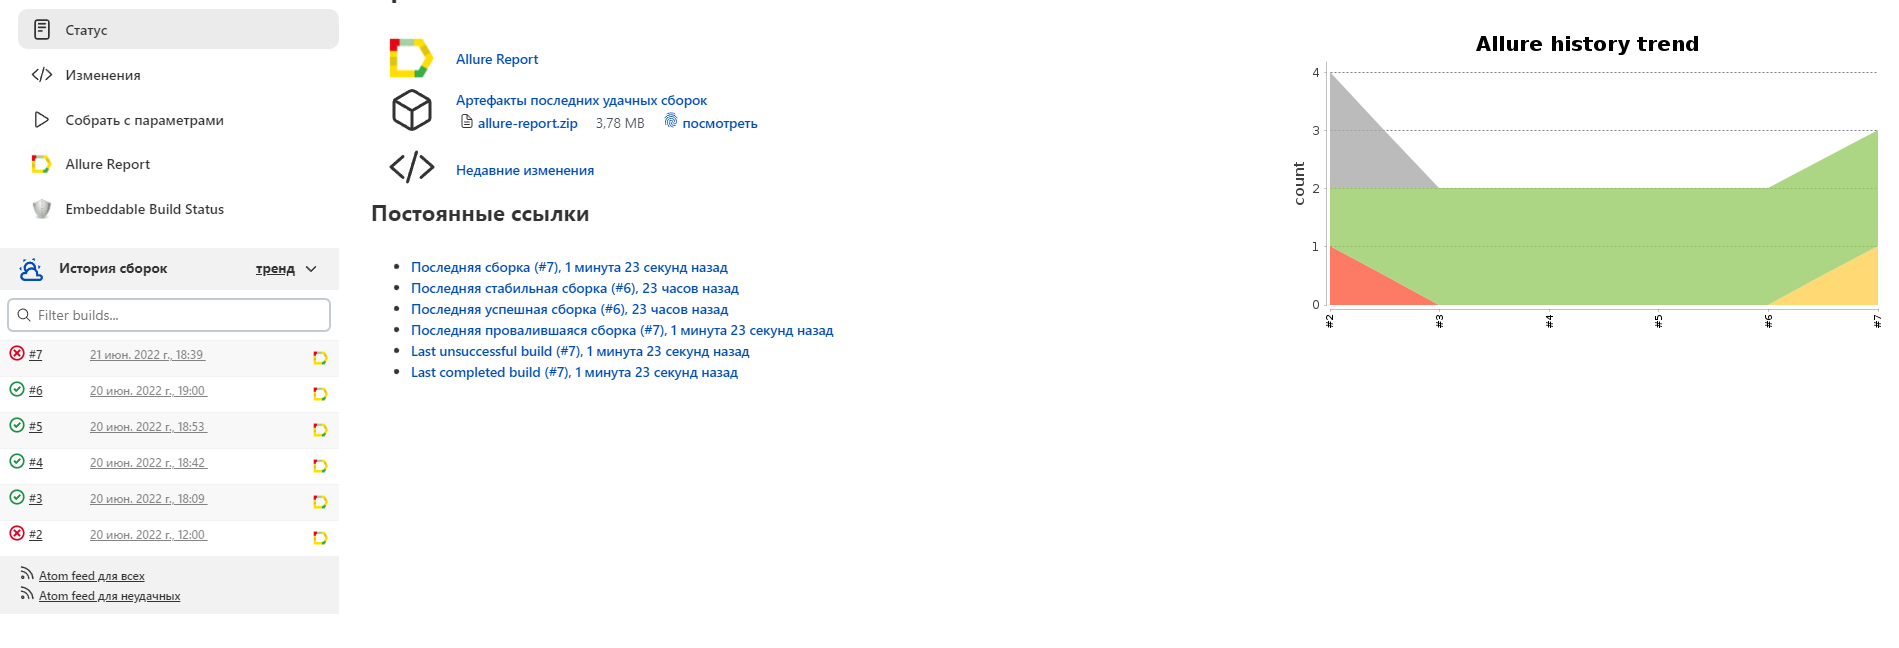 Статус
Изменения
Собрать с параметрами
Allure Report
Embeddable Build Status
История сборок тренд
Filter builds...
#7 21 июн. 2022 г., 18:39
#6 20 июн. 2022 г., 19:00
#5 20 июн. 2022 г., 18:53
#4 20 июн. 2022 г., 18:42
#3 20 июн. 2022 г., 18:09
#2 20 июн. 2022 г., 12:00
Atom feed для всех
Atom feed для неудачных
Allure Report
Артефакты последних удачных сборок
allure-report.zip 3,78 MB посмотреть
Недавние изменения
Постоянные ссылки
Последняя сборка (#7), 1 минута 23 секунд назад
Последняя стабильная сборка (#6), 23 часов назад
Последняя успешная сборка (#6), 23 часов назад
Последняя провалившаяся сборка (#7), 1 минута 23 секунд назад
Last unsuccessful build (#7), 1 минута 23 секунд назад
Last completed build (#7), 1 минута 23 секунд назад
Allure history trend
count
4
3
2
1
0
#2 #3 #4 #5 #6 #7